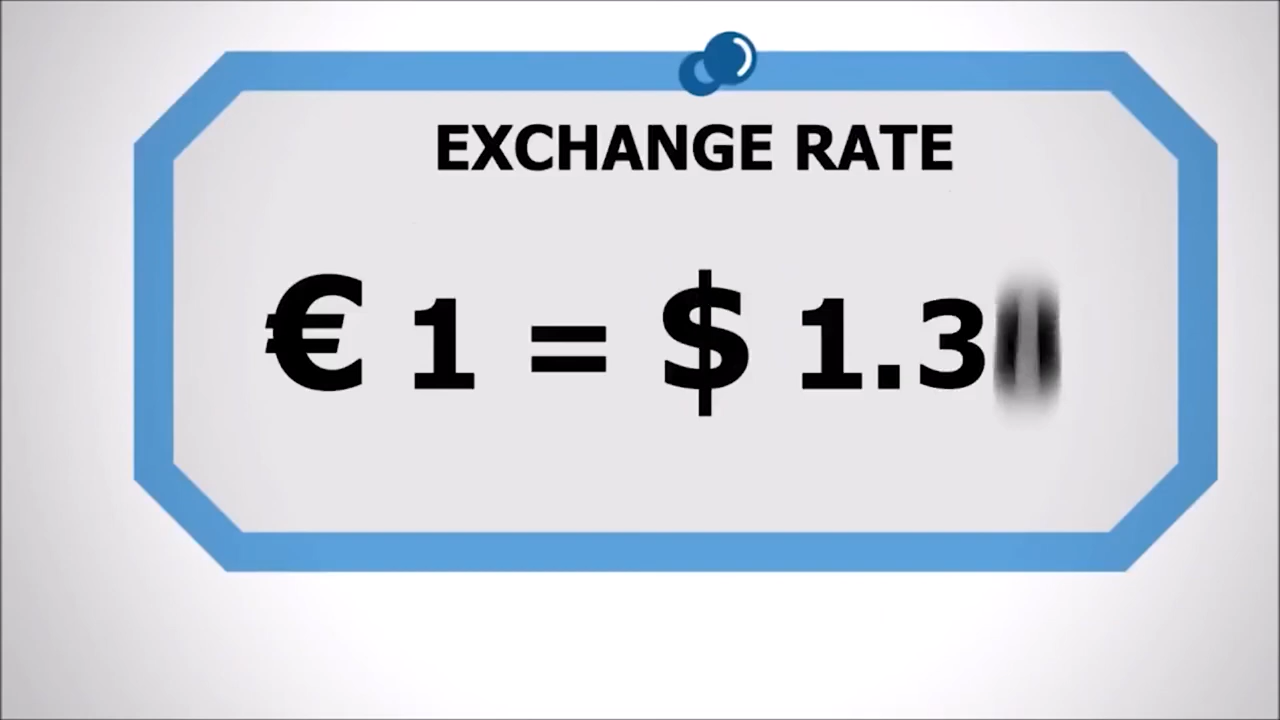 EXCHANGE RATE
€ 1 = $ 1.3